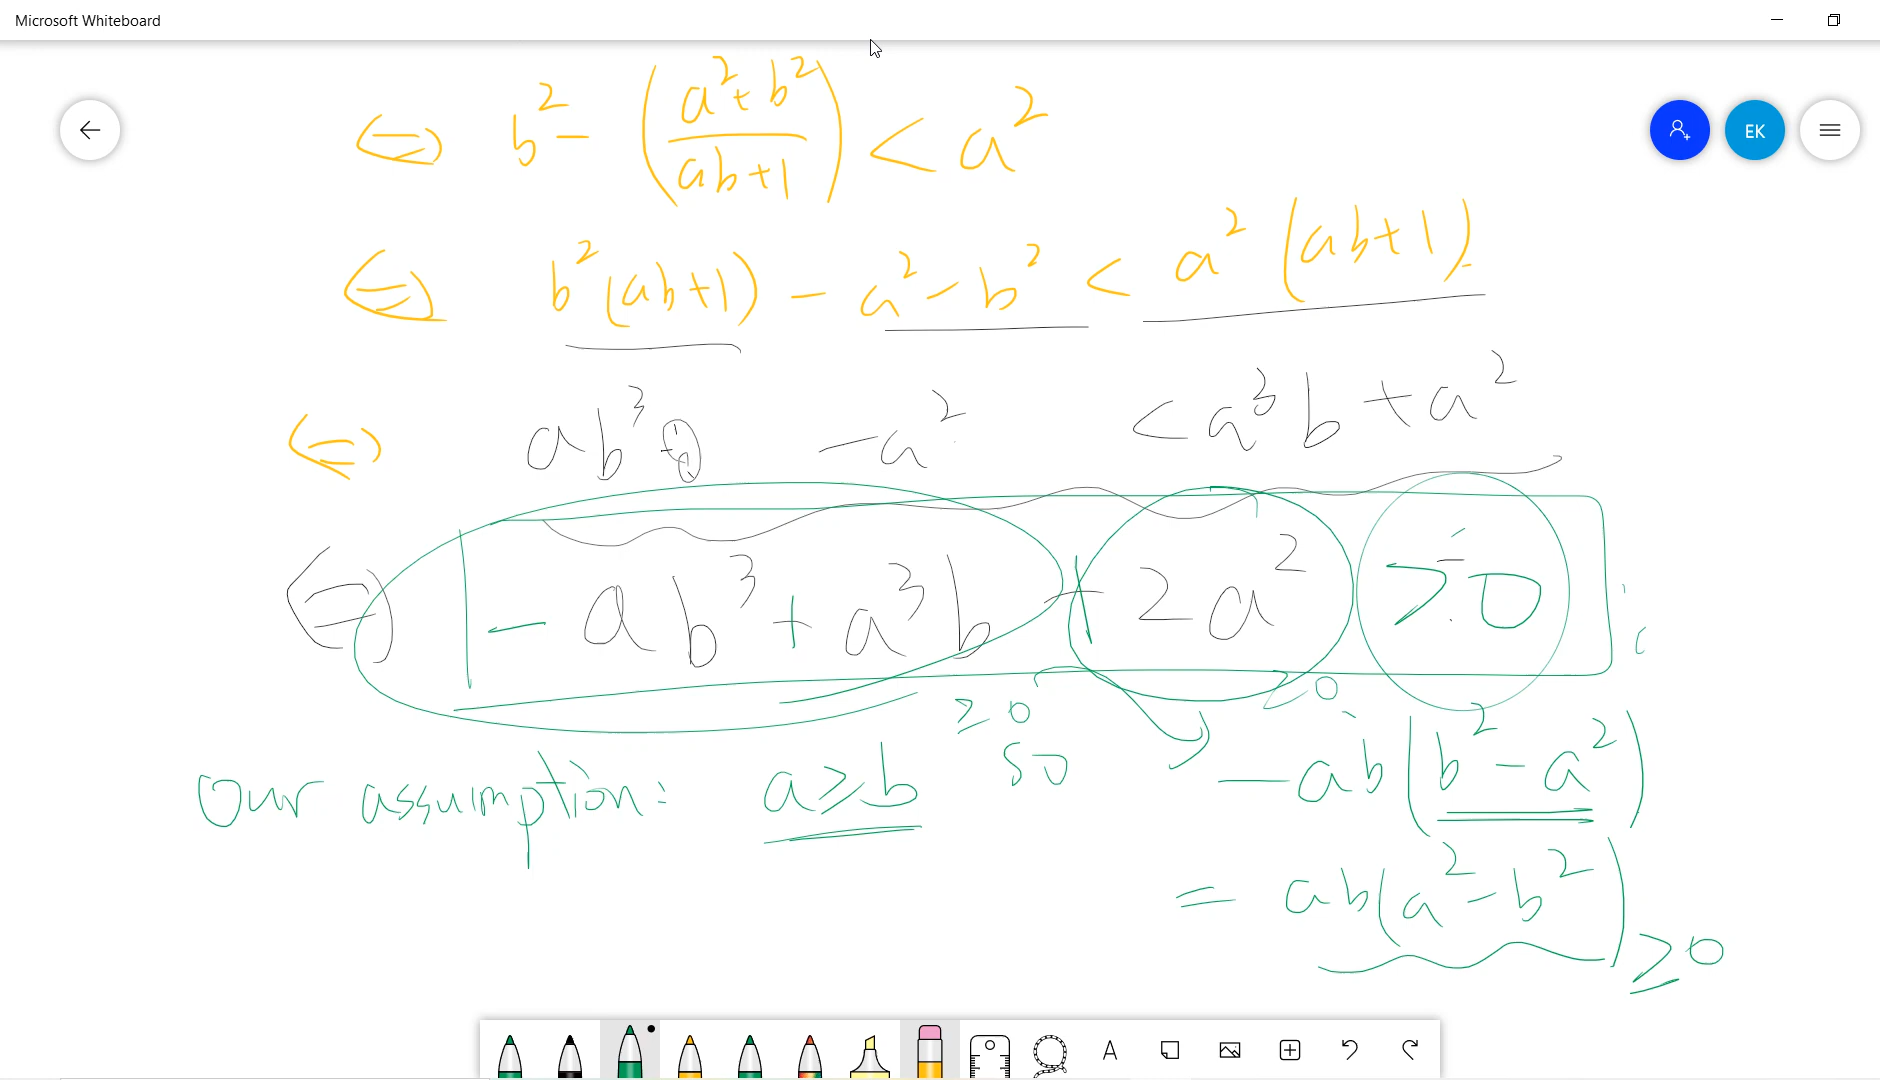 Microsoft Whiteboard
⇔ b² - (a²+b²/ab+1) < a²
EK
⇔ b²(ab+1) - a² - b² < a²(ab+1)
⇔ ab³ - a² < a³b + a²
⇔ - ab³ + a³b + 2a² > 0
≥ 0 ≥ 0
so
Our assumption: a ≥ b
- ab(b² - a²)
= ab(a² - b²) ≥ 0
A